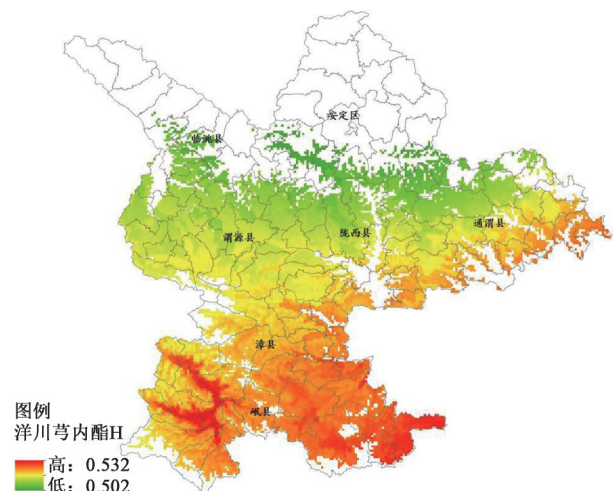 安定区
临洮县
通渭县
渭源县
陇西县
漳县
岷县
图例
洋川芎内酯H
高：0.532
低：0.502